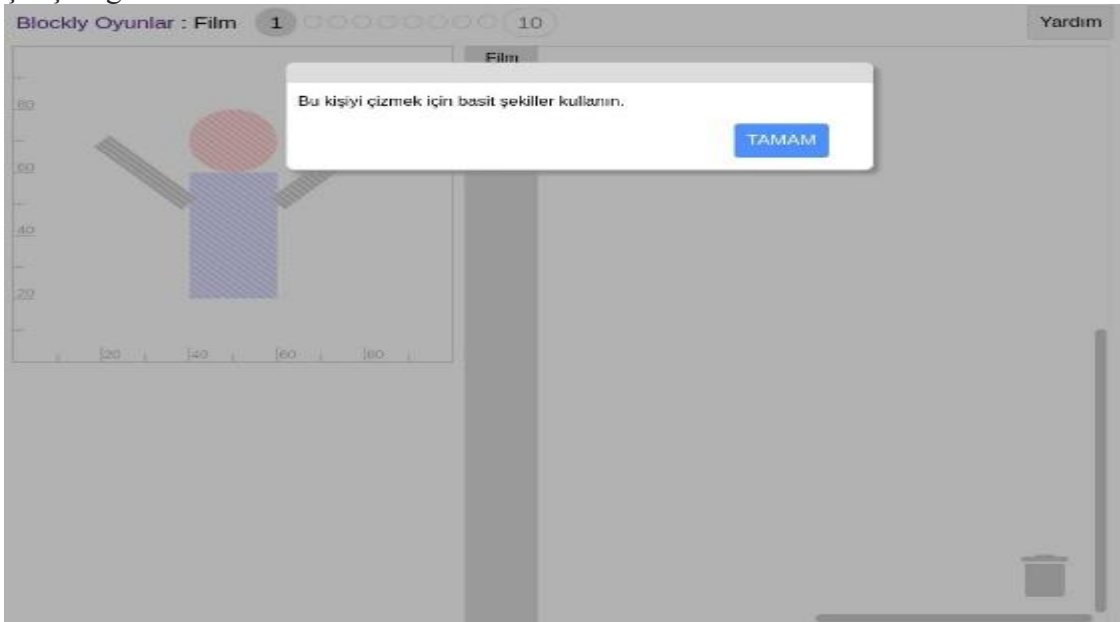 Blockly Oyunlar : Film 1 10 Yardım
Film
Bu kişiyi çizmek için basit şekiller kullanın.
TAMAM
80
60
40
20
20 40 60 80